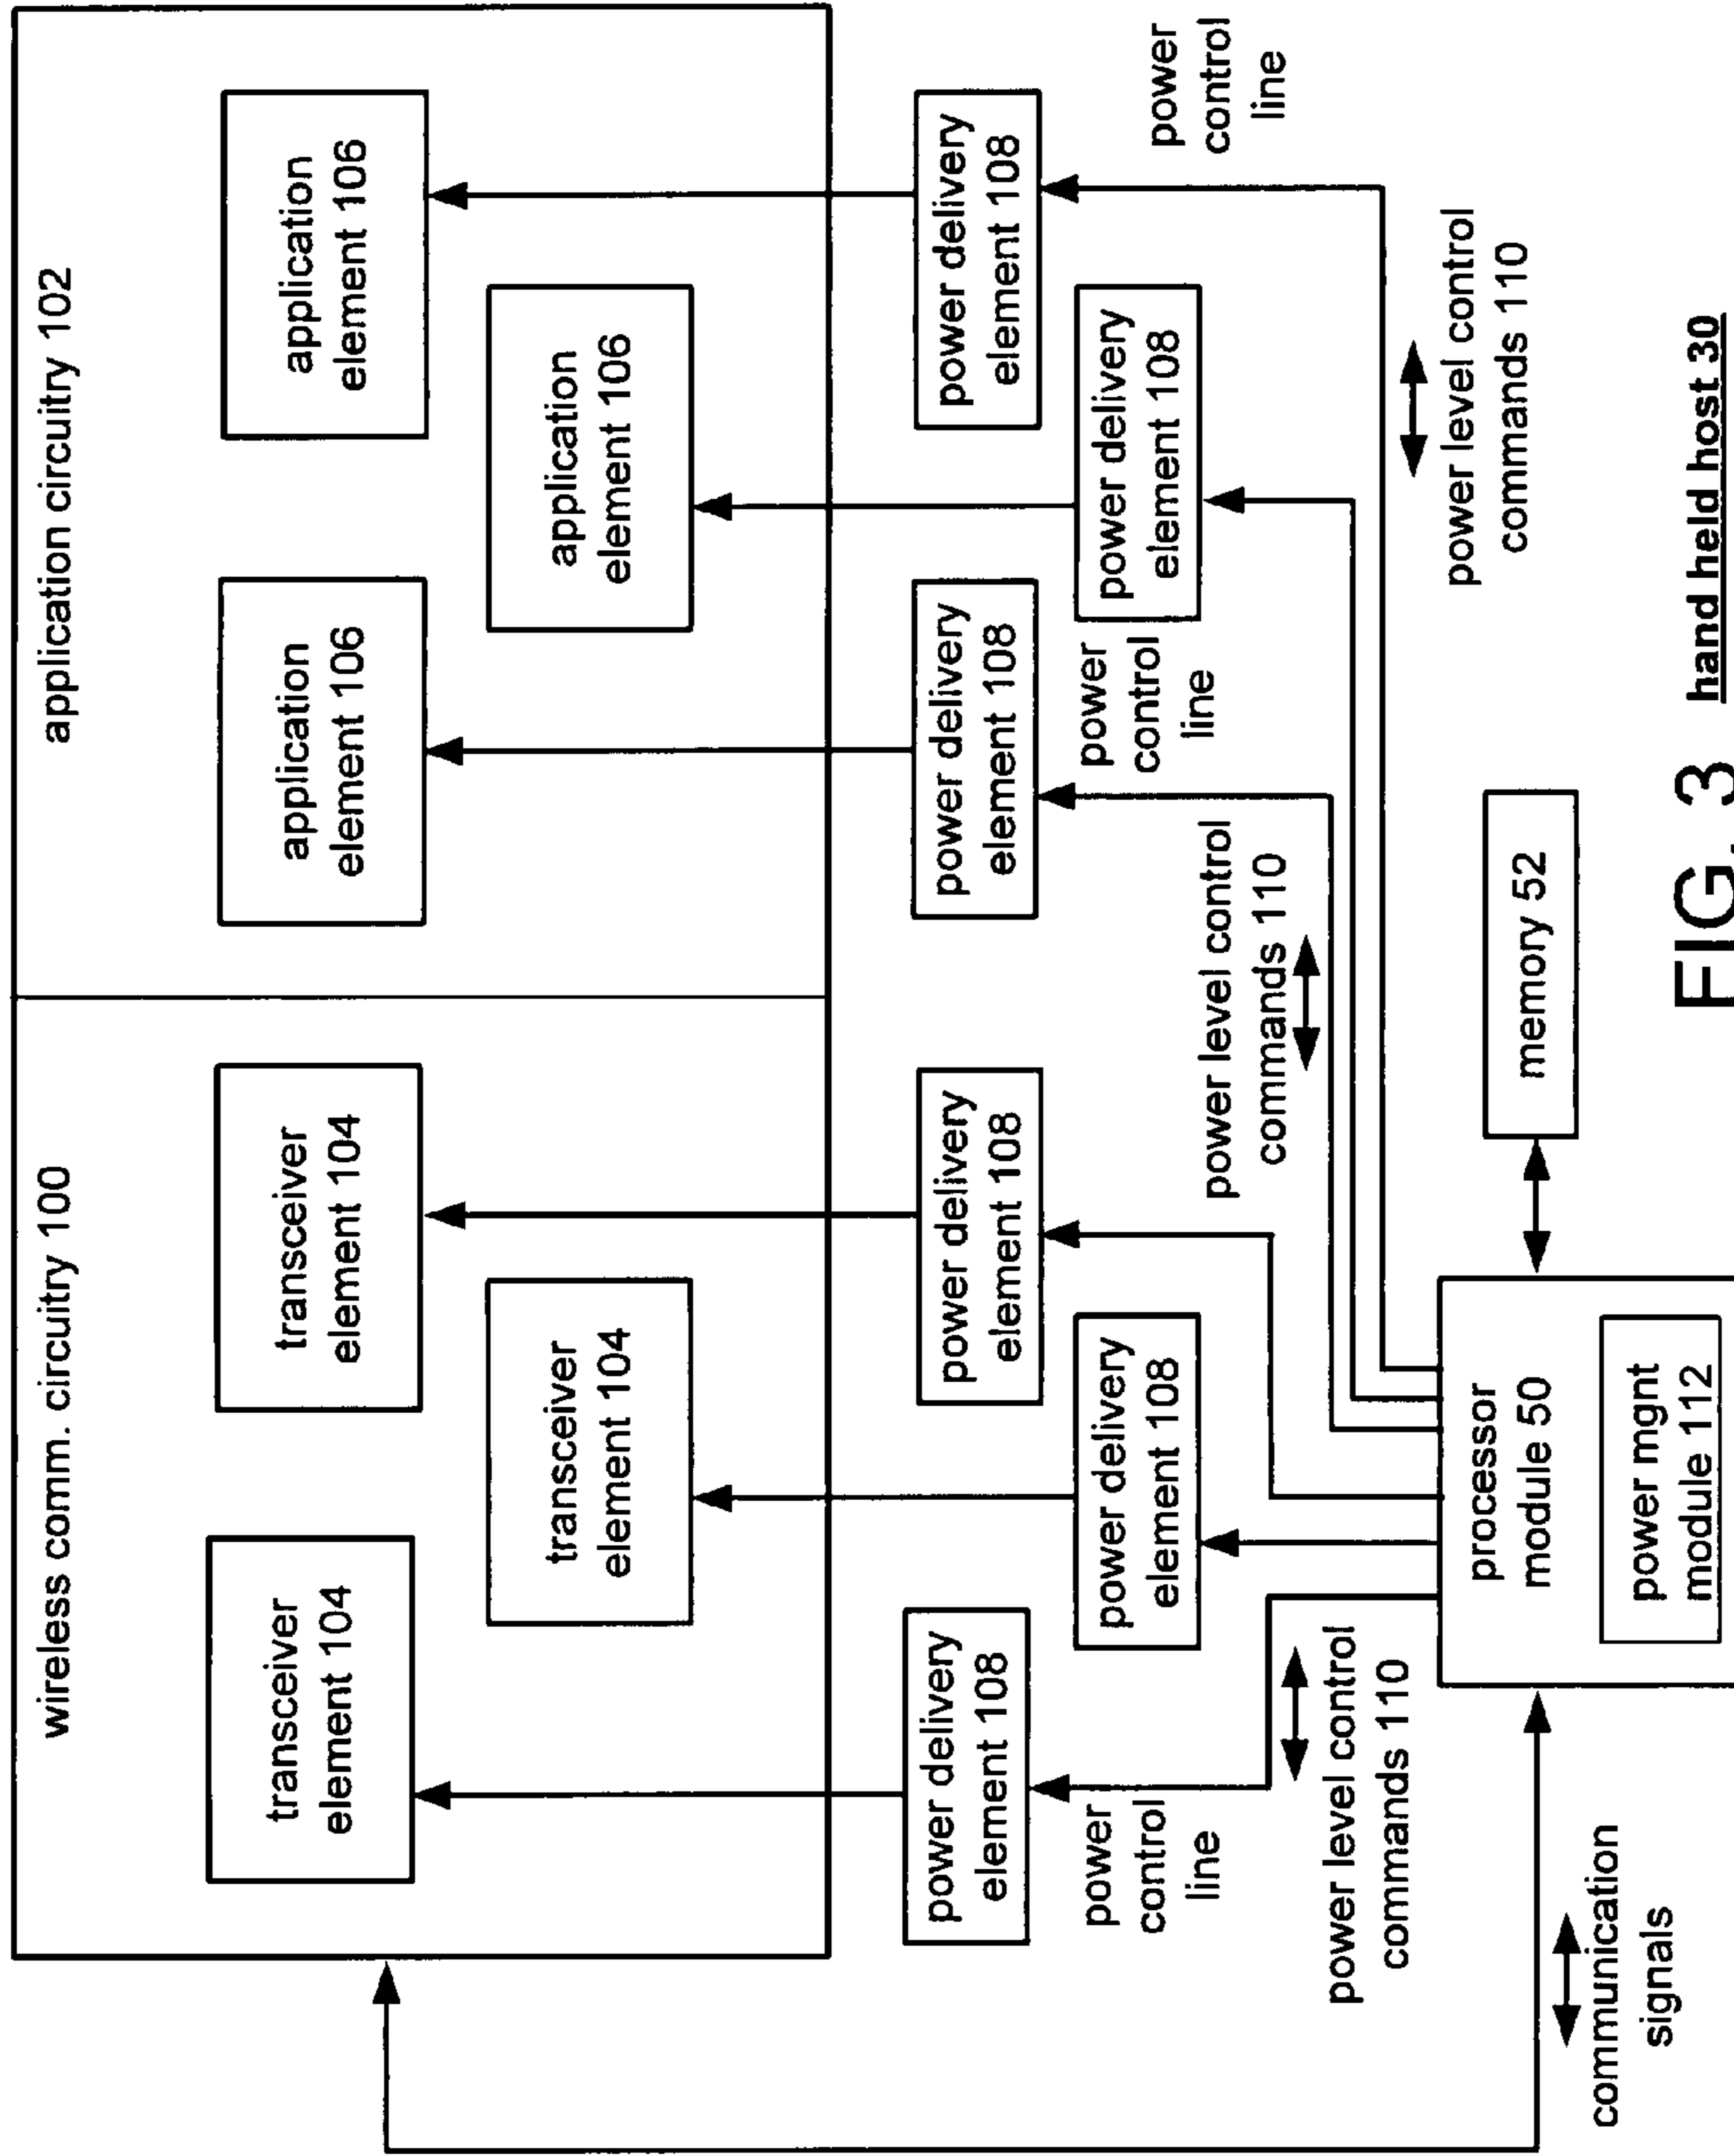 wireless comm. circuitry 100
application circuitry 102
transceiver
element 104
transceiver
element 104
transceiver
element 104
application
element 106
application
element 106
application
element 106
power delivery
element 108
power delivery
element 108
power delivery
element 108
power delivery
element 108
power delivery
element 108
power delivery
element 108
power
control
line
power
control
line
power
control
line
power level control
commands 110
power level control
commands 110
power level control
commands 110
communication
signals
processor
module 50
power mgnt
module 112
memory 52
FIG. 3
hand held host 30